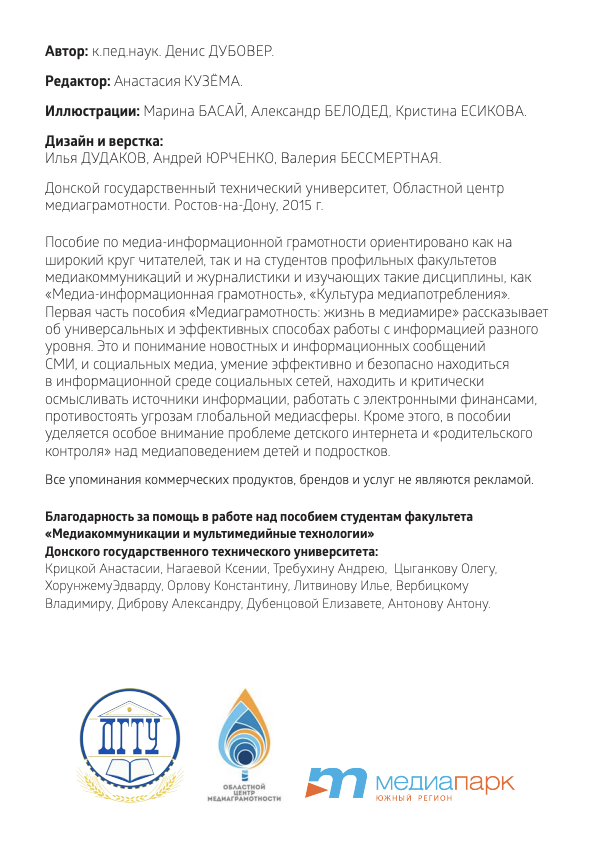 Автор: к.пед.наук. Денис ДУБОВЕР.
Редактор: Анастасия КУЗЁМА.
Иллюстрации: Марина БАСАЙ, Александр БЕЛОДЕД, Кристина ЕСИКОВА.
Дизайн и верстка:
Илья ДУДАКОВ, Андрей ЮРЧЕНКО, Валерия БЕССМЕРТНАЯ.
Донской государственный технический университет, Областной центр
медиаграмотности. Ростов-на-Дону, 2015 г.
Пособие по медиа-информационной грамотности ориентировано как на
широкий круг читателей, так и на студентов профильных факультетов
медиакоммуникаций и журналистики и изучающих такие дисциплины, как
«Медиа-информационная грамотность», «Культура медиапотребления».
Первая часть пособия «Медиаграмотность: жизнь в медиамире» рассказывает
об универсальных и эффективных способах работы с информацией разного
уровня. Это и понимание новостных и информационных сообщений
СМИ, и социальных медиа, умение эффективно и безопасно находиться
в информационной среде социальных сетей, находить и критически
осмысливать источники информации, работать с электронными финансами,
противостоять угрозам глобальной медиасферы. Кроме этого, в пособии
уделяется особое внимание проблеме детского интернета и «родительского
контроля» над медиаповедением детей и подростков.
Все упоминания коммерческих продуктов, брендов и услуг не являются рекламой.
Благодарность за помощь в работе над пособием студентам факультета
«Медиакоммуникации и мультимедийные технологии»
Донского государственного технического университета:
Крицкой Анастасии, Нагаевой Ксении, Требухину Андрею, Цыганкову Олегу,
ХорунжемуЭдварду, Орлову Константину, Литвинову Илье, Вербицкому
Владимиру, Диброву Александру, Дубенцовой Елизавете, Антонову Антону.
ДГТУ
ОБЛАСТНОЙ
ЦЕНТР
МЕДИАГРАМОТНОСТИ
m медиапарк
ЮЖНЫЙ РЕГИОН